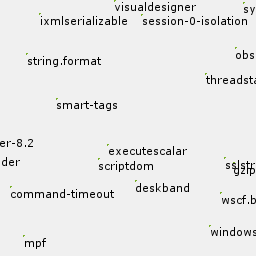 visualdesigner
sy
ixmlserializable
session-0-isolation
obs
string.format
threadsta
smart-tags
er-8.2
executescalar
der
scriptdom
sslstr
gzip
deskband
command-timeout
wscf.b
windows
mpf